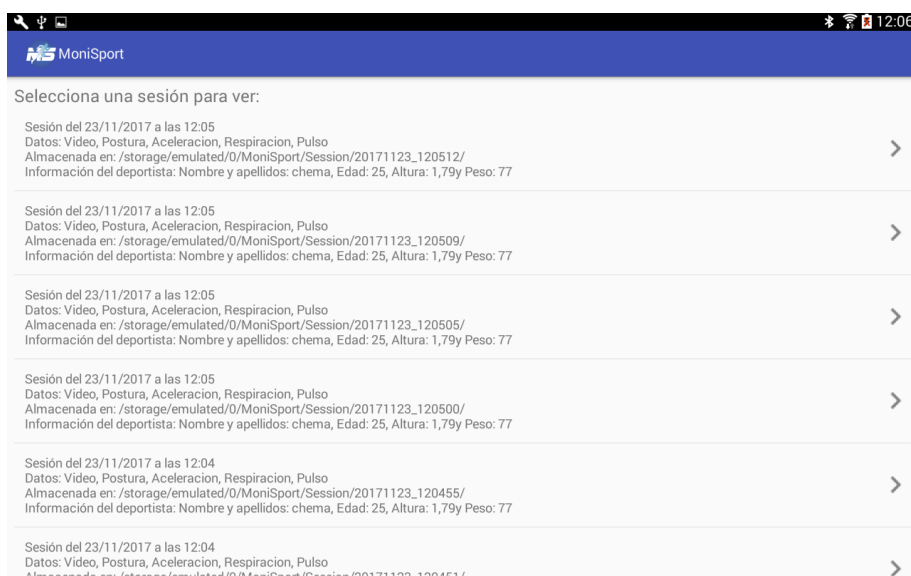 12:06
MS MoniSport
Selecciona una sesión para ver:
Sesión del 23/11/2017 a las 12:05
Datos: Video, Postura, Aceleracion, Respiracion, Pulso
Almacenada en: /storage/emulated/0/MoniSport/Session/20171123_120512/
Información del deportista: Nombre y apellidos: chema, Edad: 25, Altura: 1,79y Peso: 77
Sesión del 23/11/2017 a las 12:05
Datos: Video, Postura, Aceleracion, Respiracion, Pulso
Almacenada en: /storage/emulated/0/MoniSport/Session/20171123_120509/
Información del deportista: Nombre y apellidos: chema, Edad: 25, Altura: 1,79y Peso: 77
Sesión del 23/11/2017 a las 12:05
Datos: Video, Postura, Aceleracion, Respiracion, Pulso
Almacenada en: /storage/emulated/0/MoniSport/Session/20171123_120505/
Información del deportista: Nombre y apellidos: chema, Edad: 25, Altura: 1,79y Peso: 77
Sesión del 23/11/2017 a las 12:05
Datos: Video, Postura, Aceleracion, Respiracion, Pulso
Almacenada en: /storage/emulated/0/MoniSport/Session/20171123_120500/
Información del deportista: Nombre y apellidos: chema, Edad: 25, Altura: 1,79y Peso: 77
Sesión del 23/11/2017 a las 12:04
Datos: Video, Postura, Aceleracion, Respiracion, Pulso
Almacenada en: /storage/emulated/0/MoniSport/Session/20171123_120455/
Información del deportista: Nombre y apellidos: chema, Edad: 25, Altura: 1,79y Peso: 77
Sesión del 23/11/2017 a las 12:04
Datos: Video, Postura, Aceleracion, Respiracion, Pulso
Almacenada en: /storage/emulated/0/MoniSport/Session/20171123_120451/